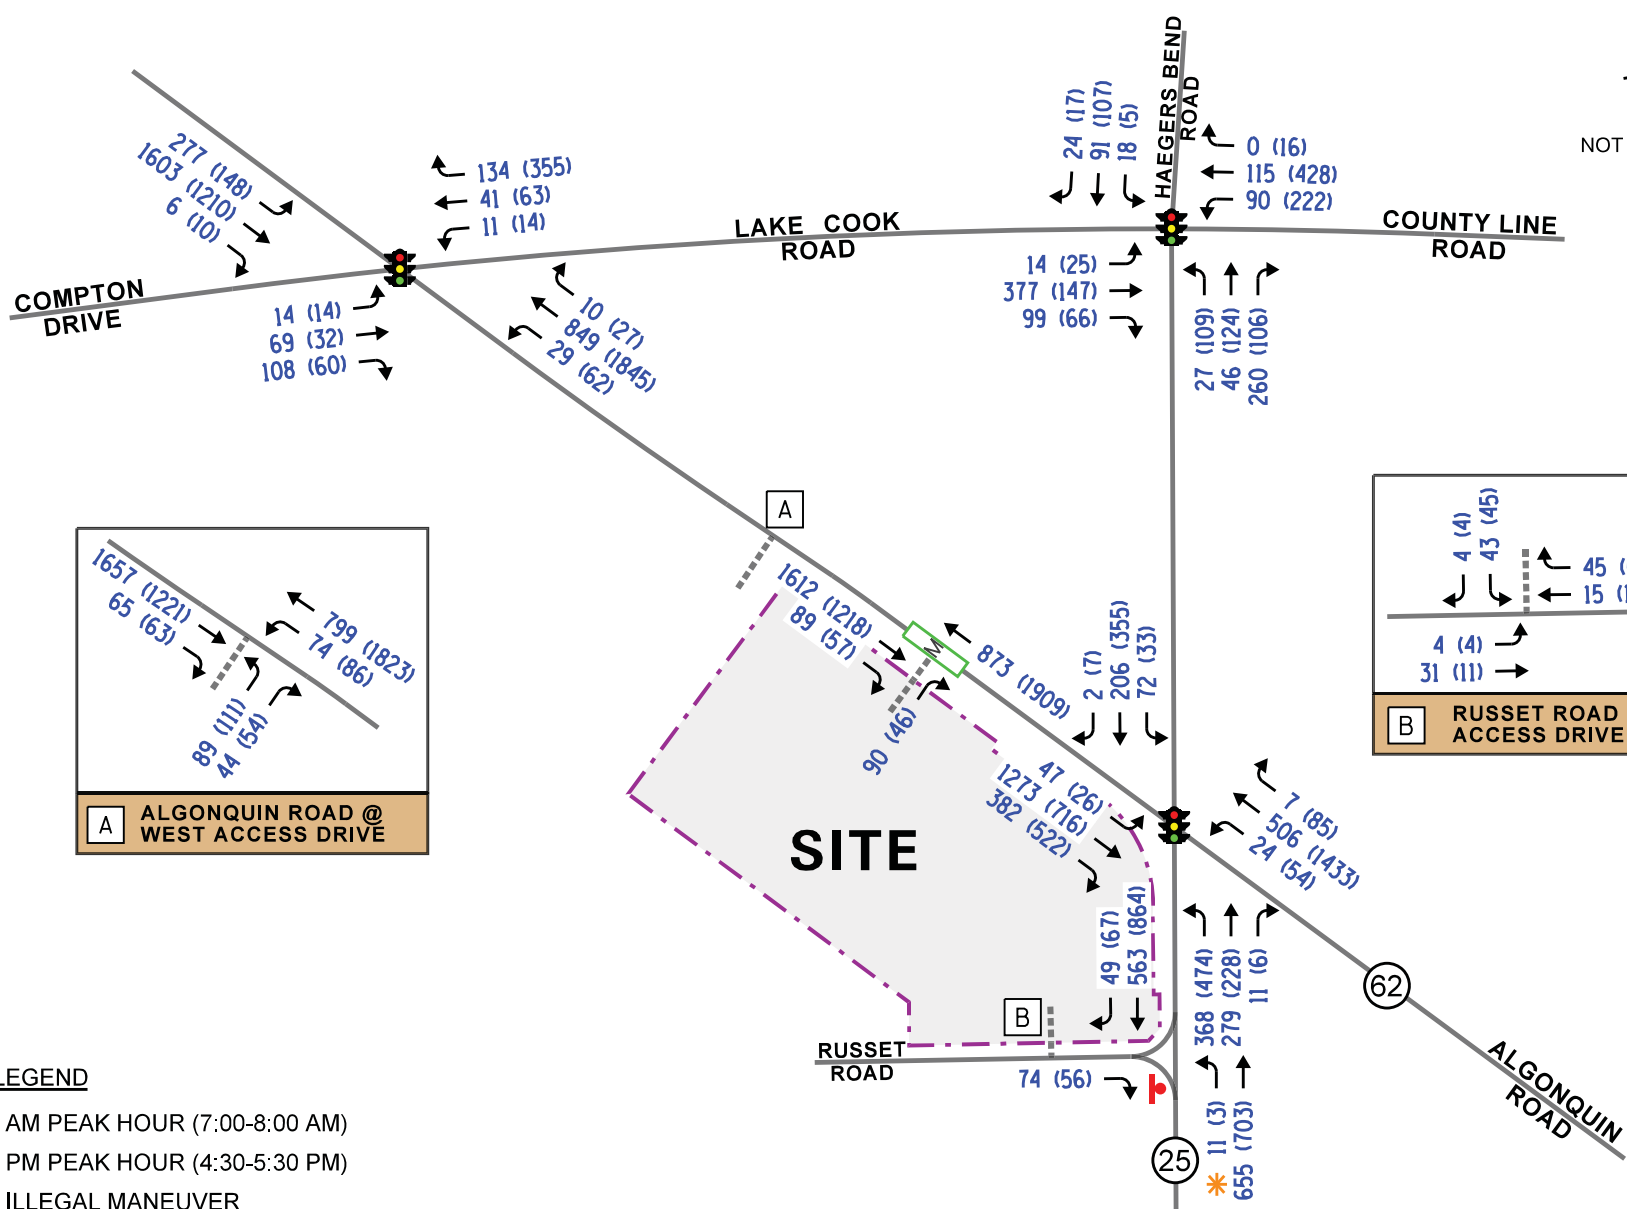 HAEGERS BEND
ROAD
NOT
24 (17)
91 (107)
18 (5)
0 (16)
115 (428)
90 (222)
277 (148)
1603 (1210)
6 (10)
134 (355)
41 (63)
11 (14)
LAKE COOK
ROAD
COUNTY LINE
ROAD
COMPTON
DRIVE
14 (14)
69 (32)
108 (60)
10 (27)
849 (1845)
29 (62)
14 (25)
377 (147)
99 (66)
27 (109)
46 (124)
260 (106)
A
1657 (1221)
65 (63)
799 (1823)
74 (86)
89 (111)
44 (54)
A
ALGONQUIN ROAD @
WEST ACCESS DRIVE
1612 (1218)
89 (57)
M
873 (1909)
90 (46)
2 (7)
206 (355)
72 (33)
4 (4)
43 (45)
45 (
15 (1
4 (4)
31 (11)
B
RUSSET ROAD
ACCESS DRIVE
SITE
47 (26)
1273 (716)
382 (522)
7 (85)
506 (1433)
24 (54)
49 (67)
563 (864)
368 (474)
279 (228)
11 (6)
62
B
RUSSET
ROAD
74 (56)
11 (3)
655 (703)
25
ALGONQUIN
ROAD
LEGEND
AM PEAK HOUR (7:00-8:00 AM)
PM PEAK HOUR (4:30-5:30 PM)
ILLEGAL MANEUVER